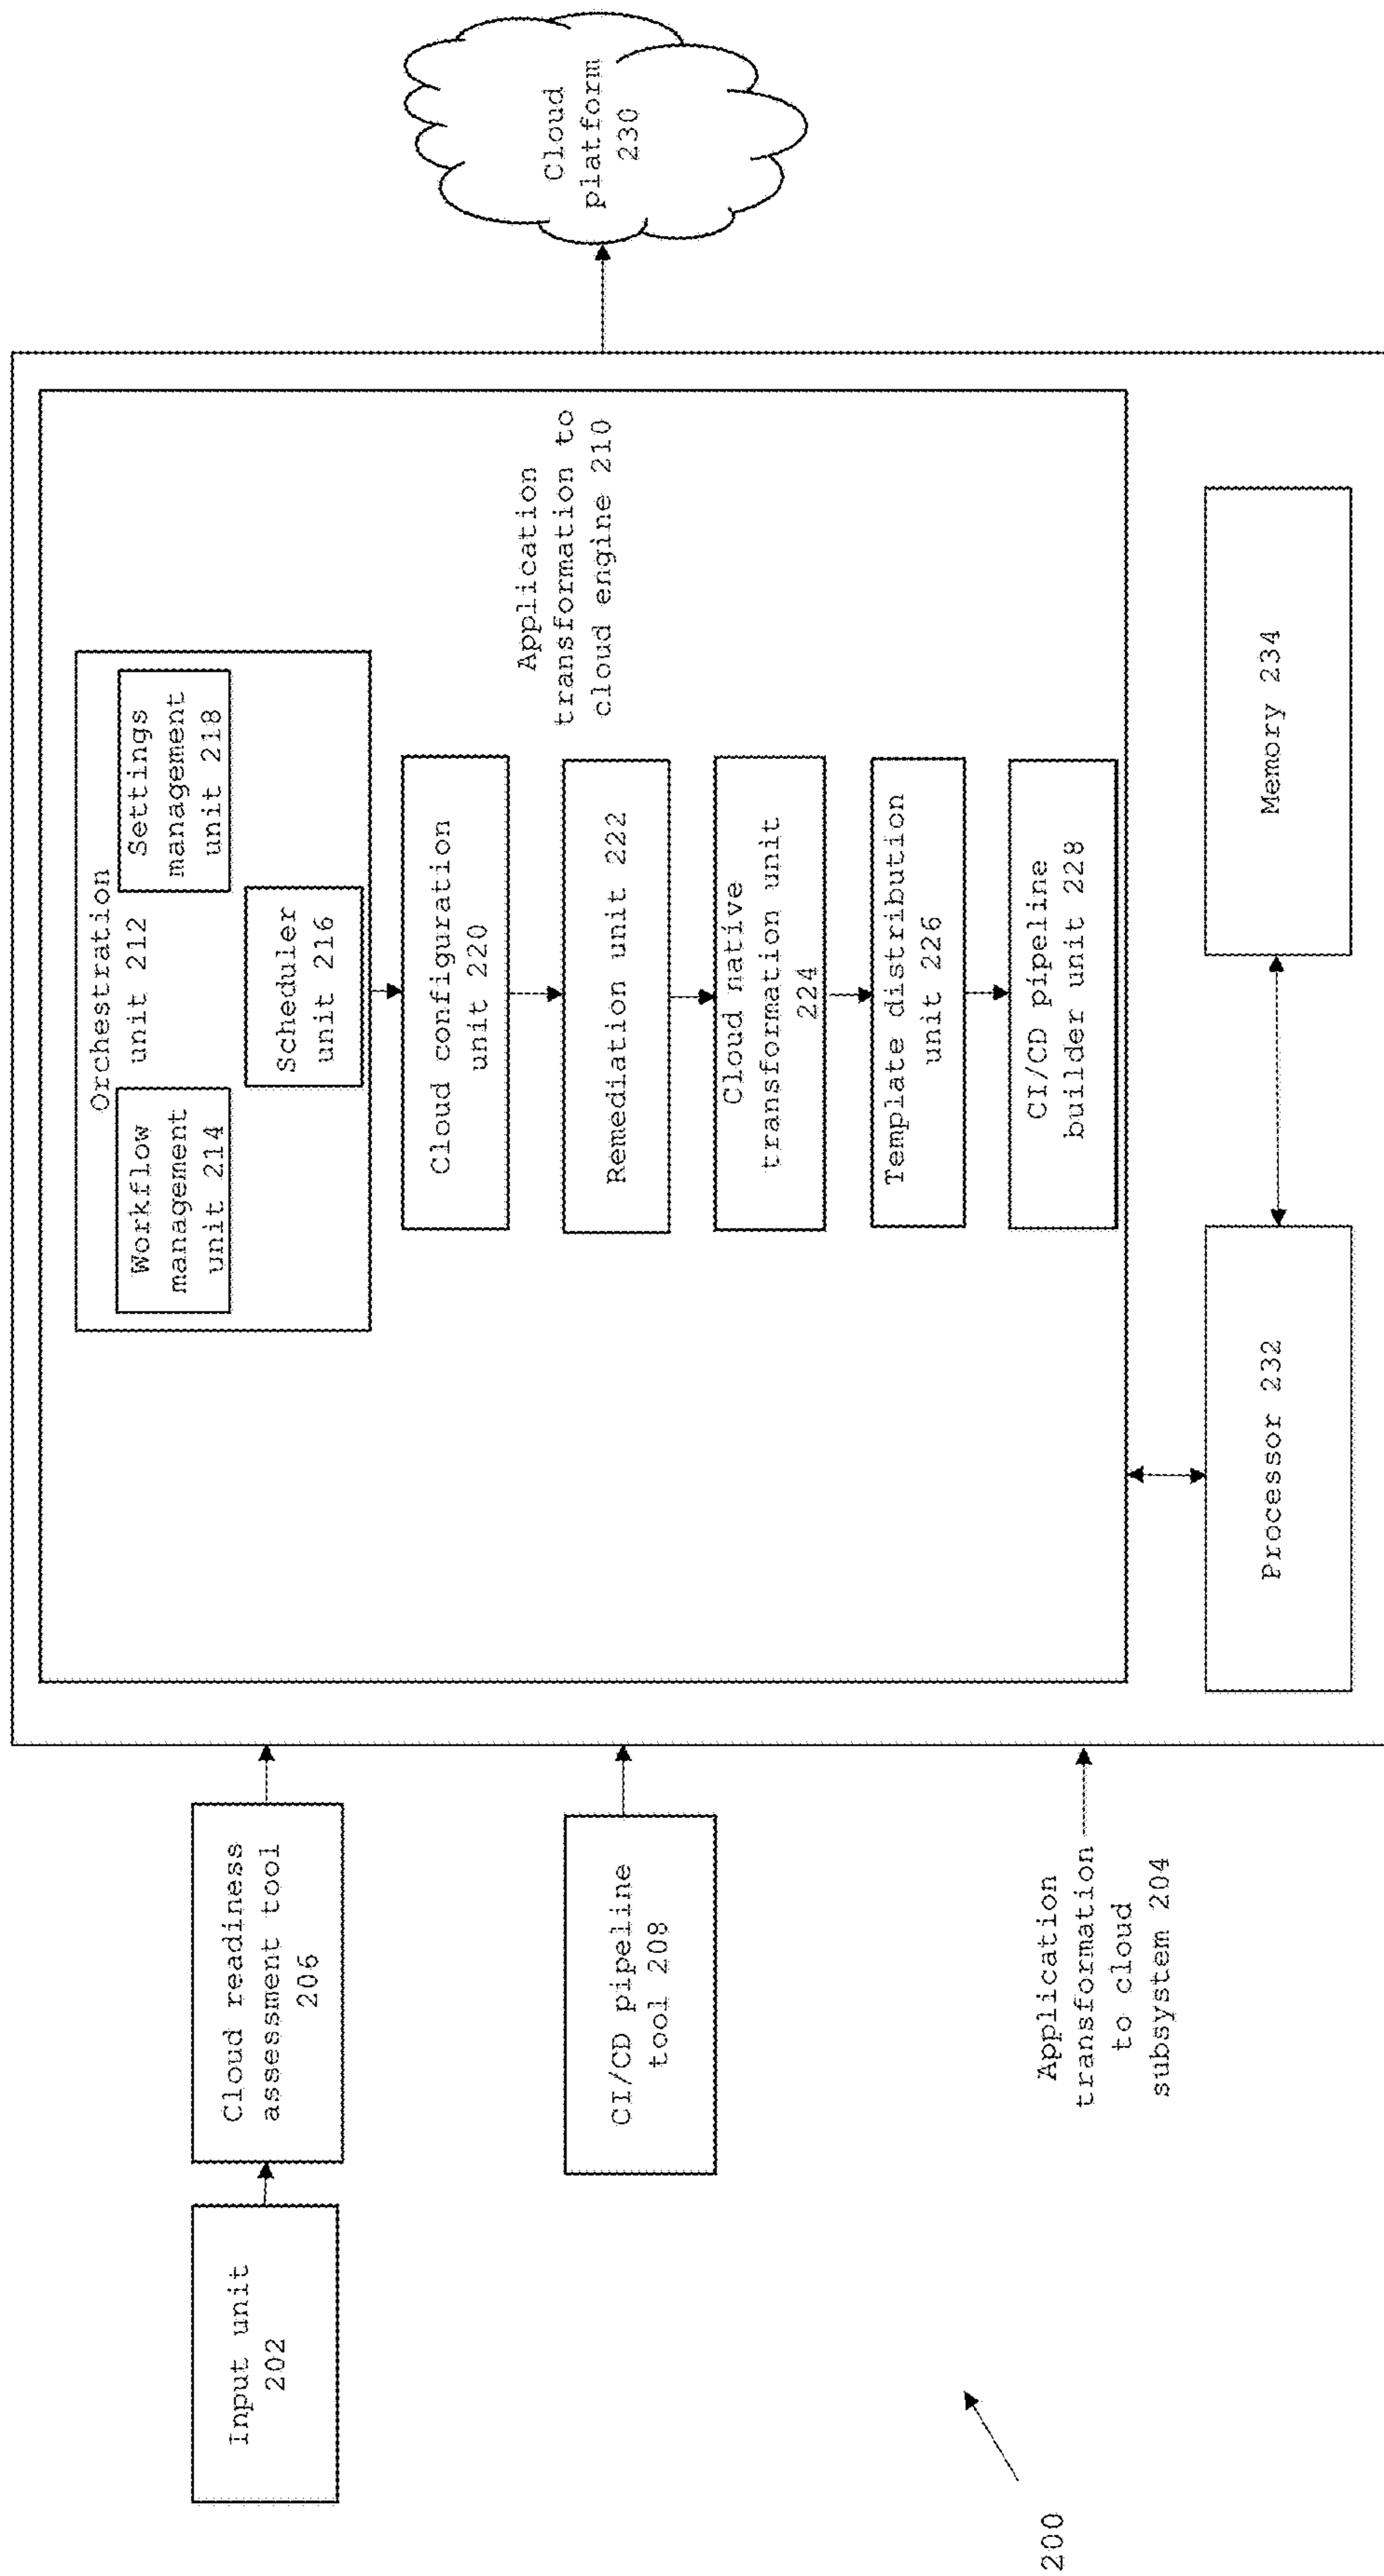 Input unit
202
Cloud readiness
assessment tool
206
CI/CD pipeline
tool 208
Application
transformation
to cloud
subsystem 204
200
Orchestration
unit 212
Workflow
management
unit 214
Settings
management
unit 218
Scheduler
unit 216
Cloud configuration
unit 220
Remediation unit 222
Cloud native
transformation unit
224
Template distribution
unit 226
CI/CD pipeline
builder unit 228
Application
transformation to
cloud engine 210
Processor 232
Memory 234
Cloud
platform
230